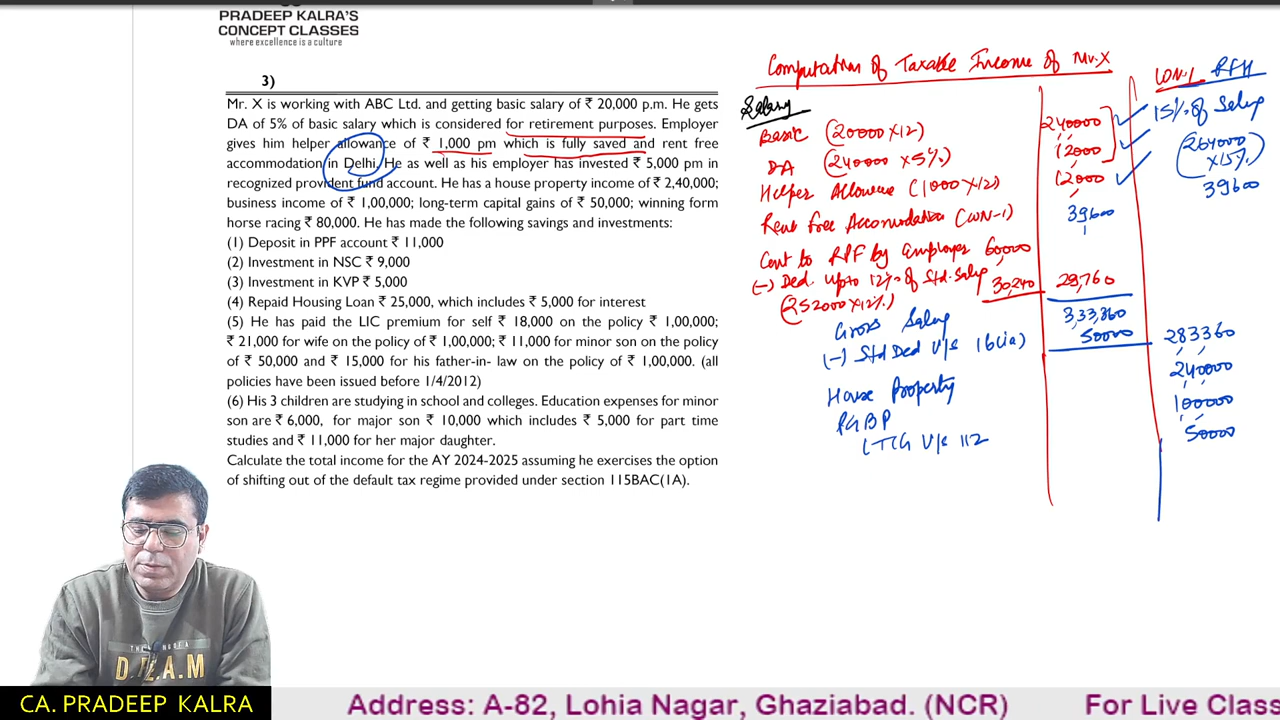 PRADEEP KALRA'S
CONCEPT CLASSES
where excellence is a culture
3)
Mr. X is working with ABC Ltd. and getting basic salary of ₹ 20,000 p.m. He gets
DA of 5% of basic salary which is considered for retirement purposes. Employer
gives him helper allowance of ₹ 1,000 pm which is fully saved and rent free
accommodation in Delhi. He as well as his employer has invested ₹ 5,000 pm in
recognized provident fund account. He has a house property income of ₹ 2,40,000;
business income of ₹ 1,00,000; long-term capital gains of ₹ 50,000; winning form
horse racing ₹ 80,000. He has made the following savings and investments:
(1) Deposit in PPF account ₹ 11,000
(2) Investment in NSC ₹ 9,000
(3) Investment in KVP ₹ 5,000
(4) Repaid Housing Loan ₹ 25,000, which includes ₹ 5,000 for interest
(5) He has paid the LIC premium for self ₹ 18,000 on the policy ₹ 1,00,000;
₹ 21,000 for wife on the policy of ₹ 1,00,000; ₹ 11,000 for minor son on the policy
of ₹ 50,000 and ₹ 15,000 for his father-in- law on the policy of ₹ 1,00,000. (all
policies have been issued before 1/4/2012)
(6) His 3 children are studying in school and colleges. Education expenses for minor
son are ₹ 6,000, for major son ₹ 10,000 which includes ₹ 5,000 for part time
studies and ₹ 11,000 for her major daughter.
Calculate the total income for the AY 2024-2025 assuming he exercises the option
of shifting out of the default tax regime provided under section 115BAC(1A).
Computation of Taxable Income of Mr. X
Salary
Basic (20000 X12) 240000
DA (240000 X5%) 12000
Helper Allowance (1000 X12) 12000
Rent Free Accomodation (WN-1) 39600
Cont to RPF by employer 60000
(-) Ded. upto 12% of Std. Salary 30,240 29,760
(252000 X12%)
Gross Salary 3,33,360
(-) Std Ded U/s 16(ia) 50000 283360
House Property 240000
PGBP 100000
LTCG U/s 112 50000
WN-1 RFA
15% of Salary
(264000
X15%)
39600
CA. PRADEEP KALRA
Address: A-82, Lohia Nagar, Ghaziabad. (NCR)
For Live Class